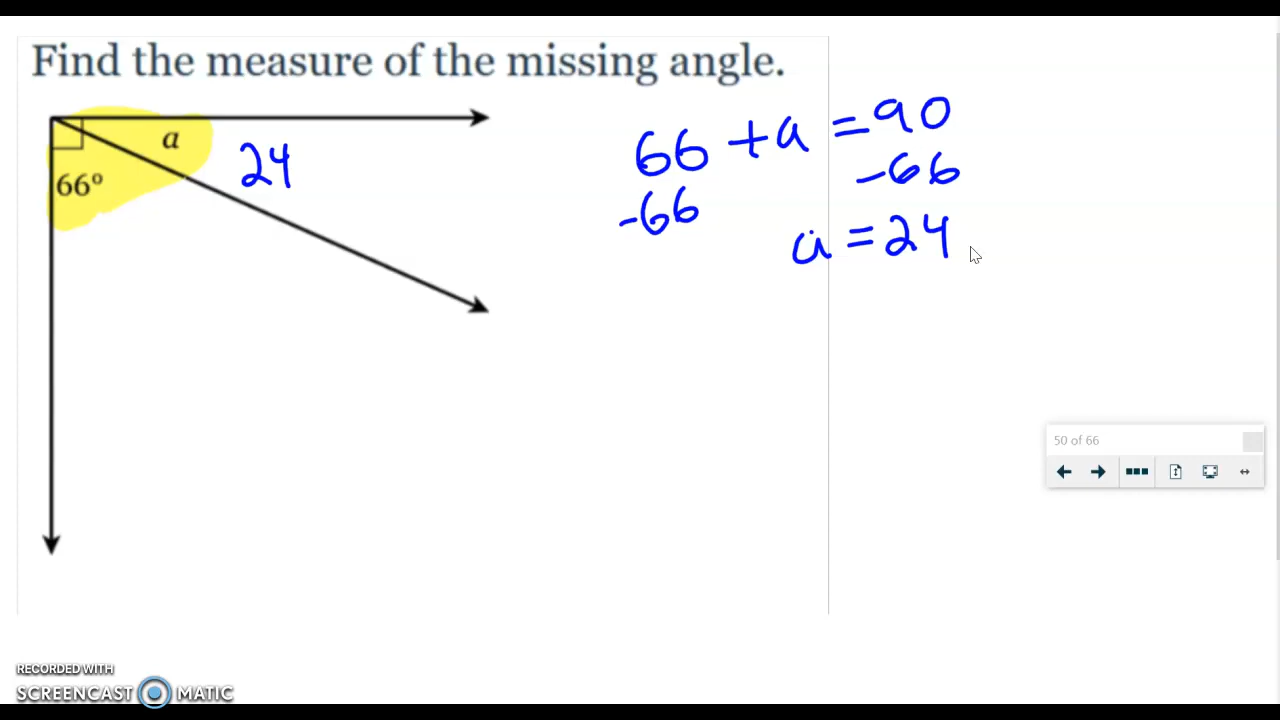 Find the measure of the missing angle.
a
66°
24
66 + a = 90
-66 -66
a = 24
50 of 66
RECORDED WITH
SCREENCAST MATIC